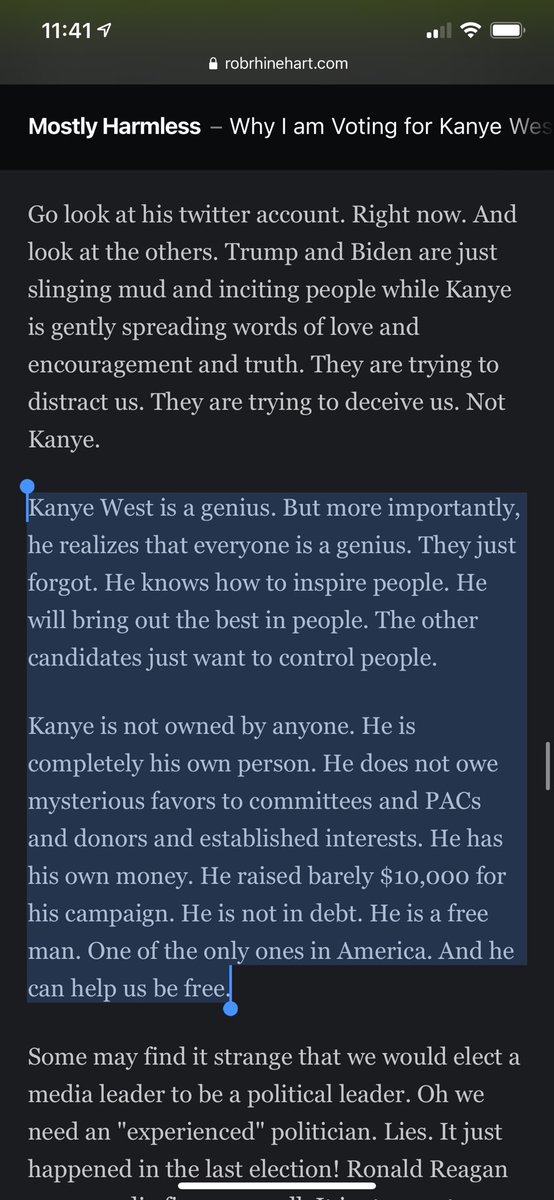 11:41
robrhinehart.com
Mostly Harmless – Why I am Voting for Kanye Wes
Go look at his twitter account. Right now. And
look at the others. Trump and Biden are just
slinging mud and inciting people while Kanye
is gently spreading words of love and
encouragement and truth. They are trying to
distract us. They are trying to deceive us. Not
Kanye.
Kanye West is a genius. But more importantly,
he realizes that everyone is a genius. They just
forgot. He knows how to inspire people. He
will bring out the best in people. The other
candidates just want to control people.
Kanye is not owned by anyone. He is
completely his own person. He does not owe
mysterious favors to committees and PACs
and donors and established interests. He has
his own money. He raised barely $10,000 for
his campaign. He is not in debt. He is a free
man. One of the only ones in America. And he
can help us be free.
Some may find it strange that we would elect a
media leader to be a political leader. Oh we
need an "experienced" politician. Lies. It just
happened in the last election! Ronald Reagan